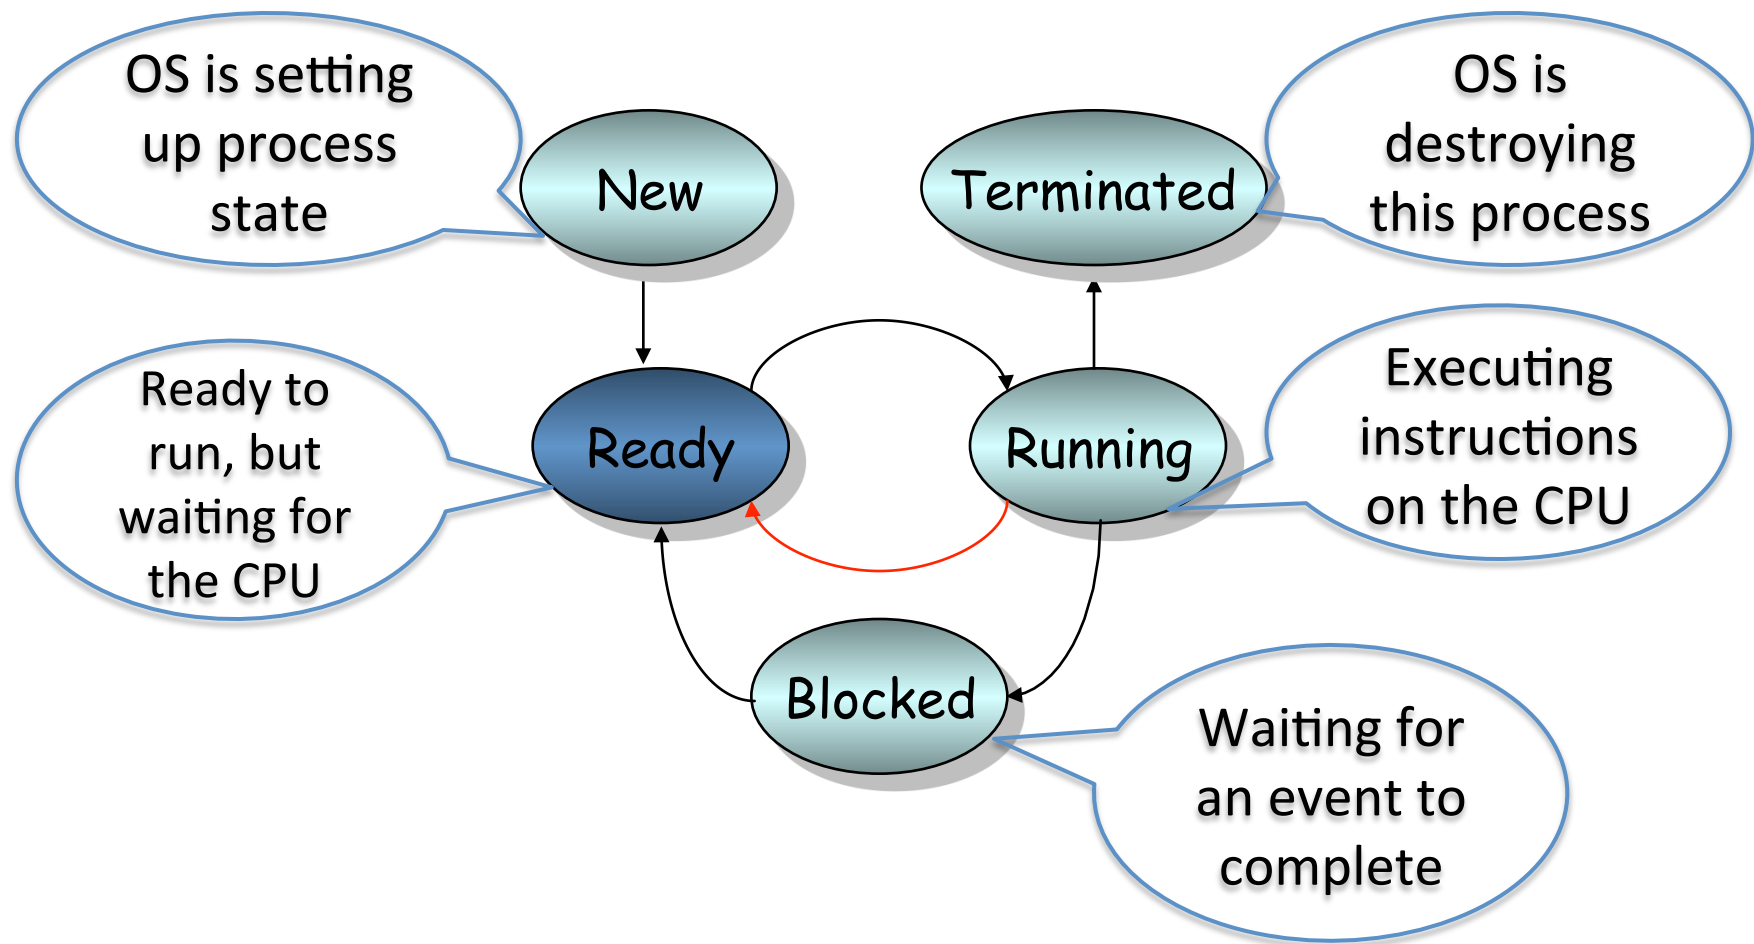 OS is setting
up process
state
New
Terminated
OS is
destroying
this process
Ready to
run, but
waiting for
the CPU
Ready
Running
Executing
instructions
on the CPU
Blocked
Waiting for
an event to
complete